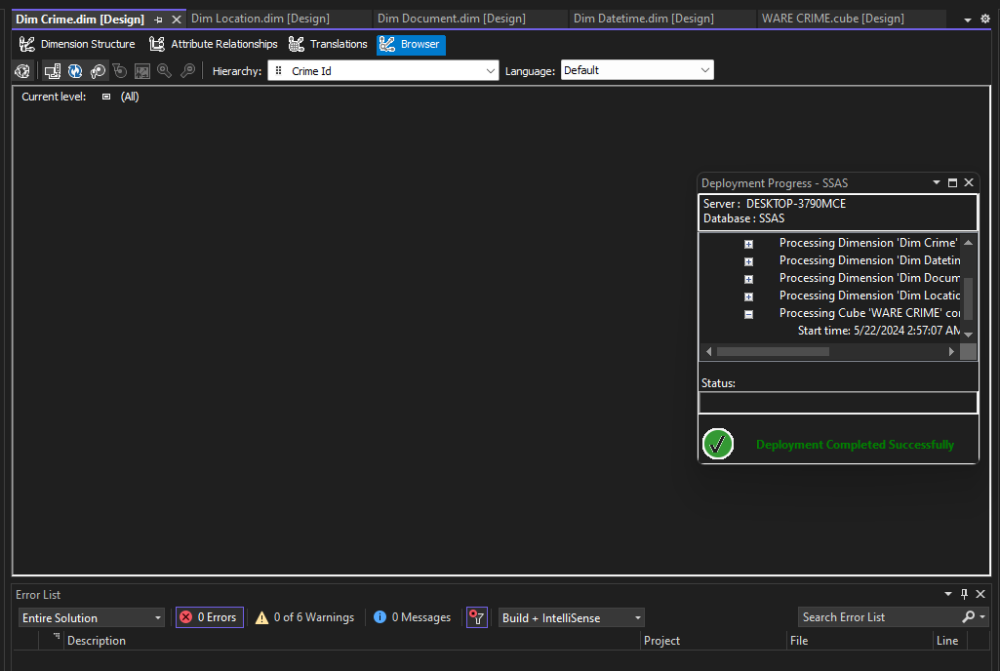 Dim Crime.dim [Design] Dim Location.dim [Design] Dim Document.dim [Design] Dim Datetime.dim [Design] WARE CRIME.cube [Design]
Dimension Structure Attribute Relationships Translations Browser
Hierarchy: Crime Id Language: Default
Current level: (All)
Deployment Progress - SSAS
Server : DESKTOP-3790MCE
Database : SSAS
Processing Dimension 'Dim Crime'
Processing Dimension 'Dim Datetin
Processing Dimension 'Dim Docum
Processing Dimension 'Dim Locatic
Processing Cube 'WARE CRIME' con
Start time: 5/22/2024 2:57:07 AM
Status:
Deployment Completed Successfully
Error List
Entire Solution 0 Errors 0 of 6 Warnings 0 Messages Build + IntelliSense Search Error List
Description Project File Line